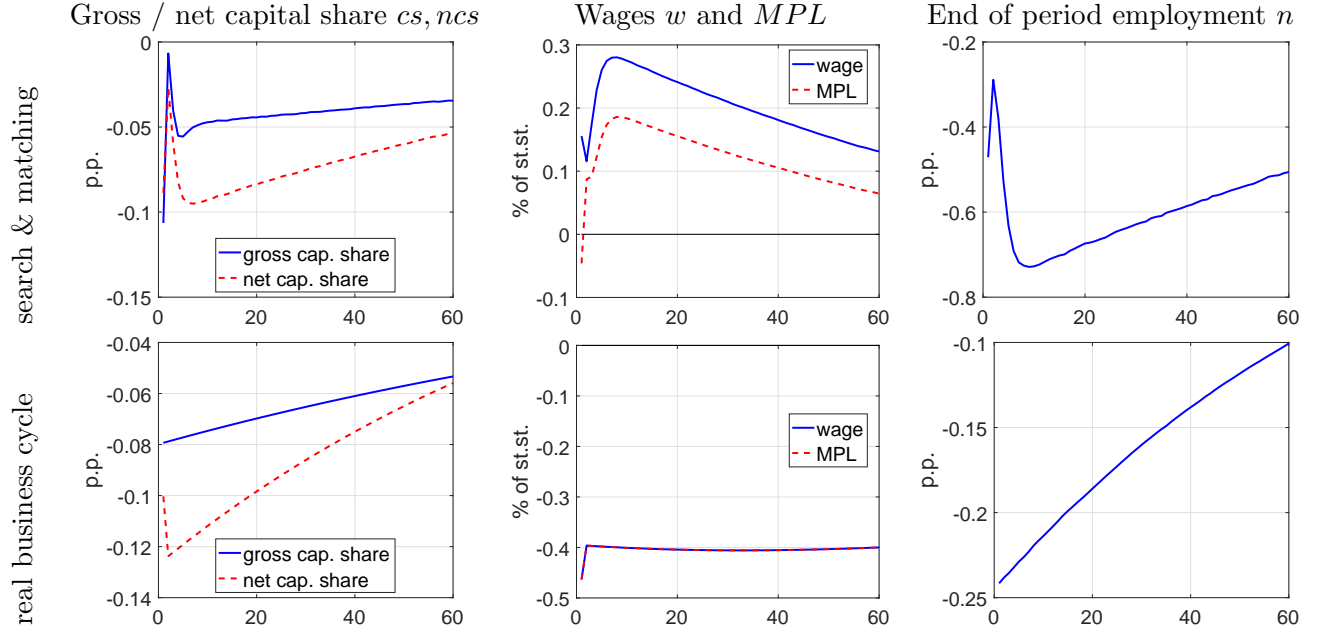 Gross / net capital share cs, ncs
Wages w and MPL
End of period employment n
search & matching
p.p.
0
-0.05
-0.1
-0.15
0 20 40 60
gross cap. share
net cap. share
% of st.st.
0.3
0.2
0.1
0
-0.1
0 20 40 60
wage
MPL
p.p.
-0.2
-0.4
-0.6
-0.8
0 20 40 60
real business cycle
p.p.
-0.04
-0.06
-0.08
-0.1
-0.12
-0.14
0 20 40 60
gross cap. share
net cap. share
% of st.st.
0
-0.1
-0.2
-0.3
-0.4
-0.5
0 20 40 60
wage
MPL
p.p.
-0.1
-0.15
-0.2
-0.25
0 20 40 60